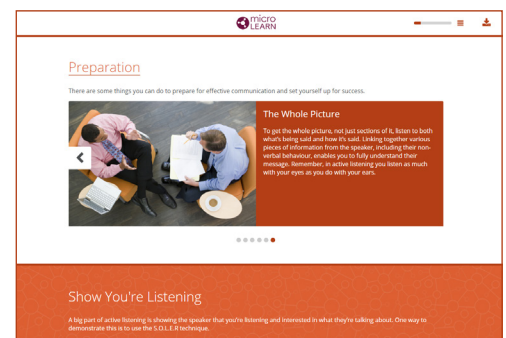 micro
LEARN
Preparation
There are some things you can do to prepare for effective communication and set yourself up for success.
The Whole Picture
To get the whole picture, not just sections of it, listen to both
what's being said and how it's said. Linking together various
pieces of information from the speaker, including their non-
verbal behaviour, enables you to fully understand their
message. Remember, in active listening you listen as much
with your eyes as you do with your ears.
Show You're Listening
A big part of active listening is showing the speaker that you're listening and interested in what they're talking about. One way to
demonstrate this is to use the S.O.L.E.R technique.